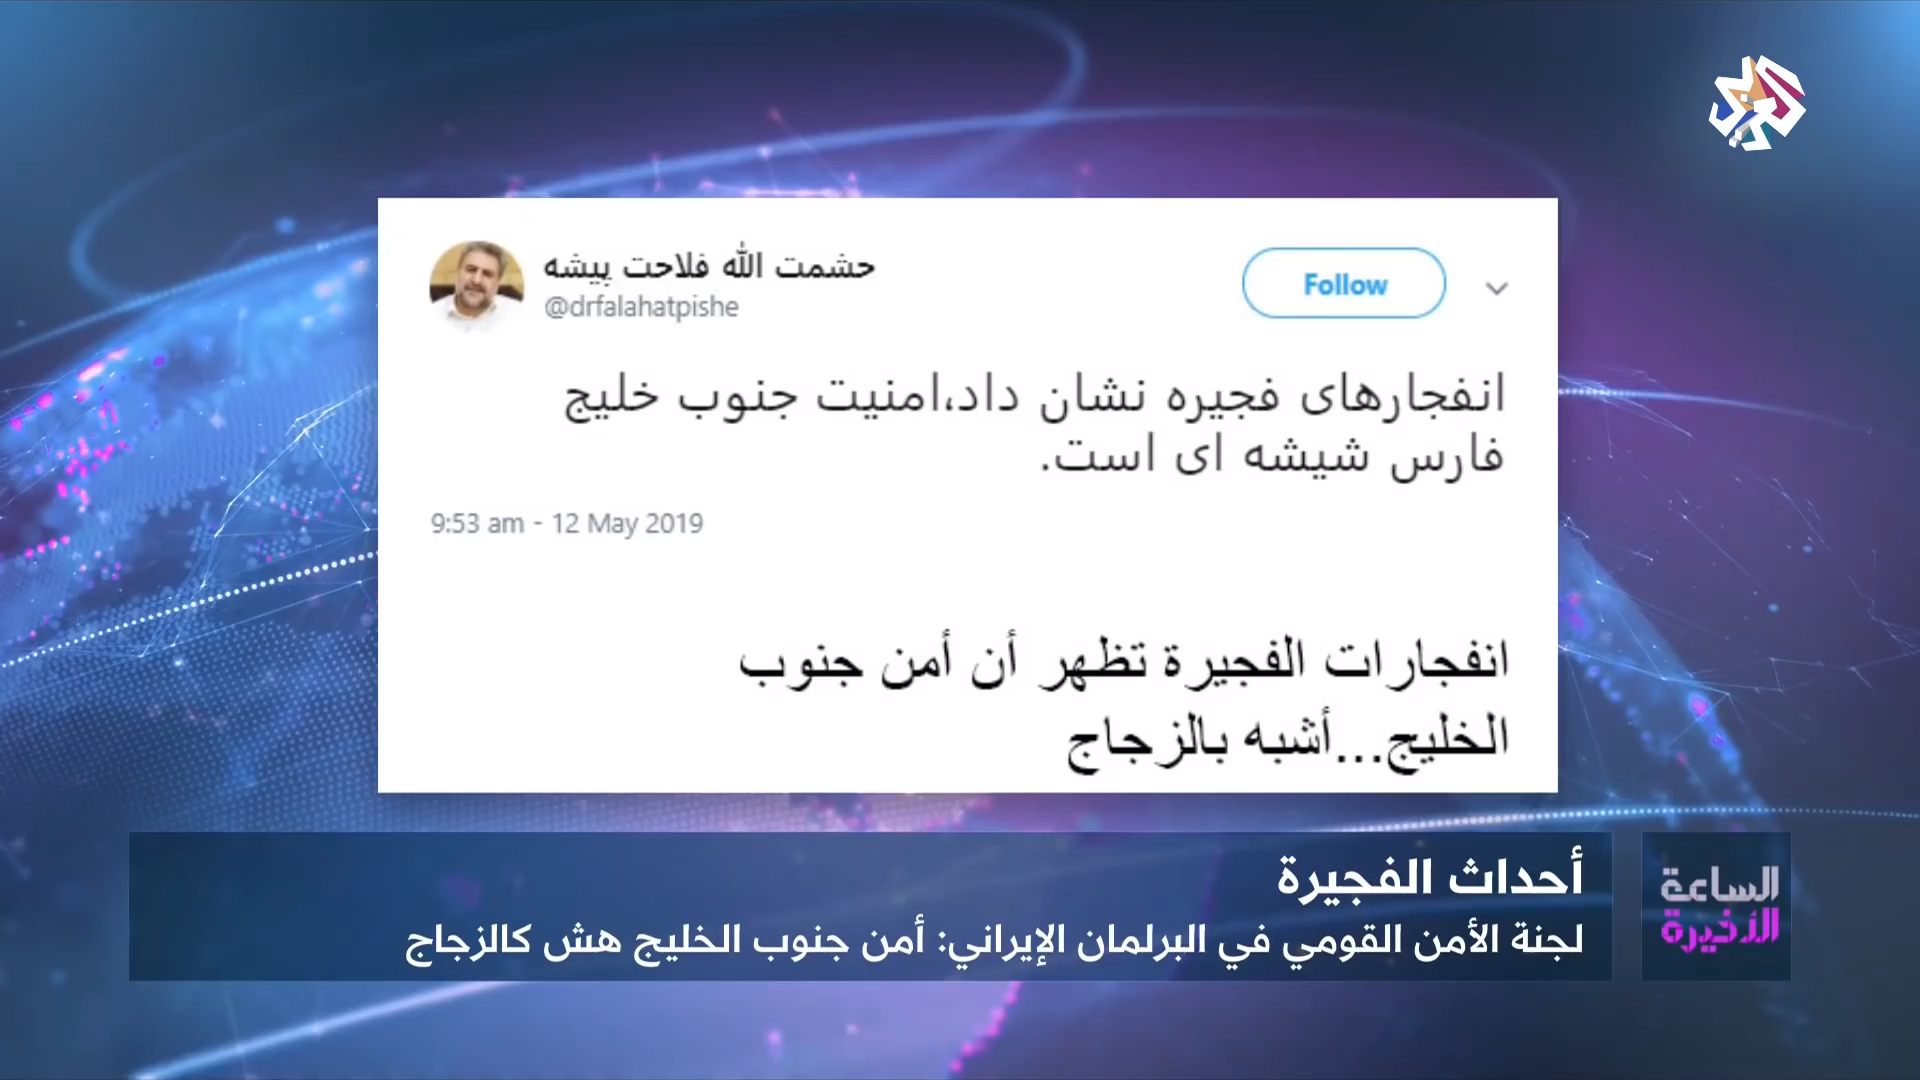 حشمت الله فلاحت پیشه
@drfalahatpishe
Follow
انفجارهای فجیره نشان داد،امنیت جنوب خلیج
فارس شیشه ای است.
9:53 am - 12 May 2019
انفجارات الفجيرة تظهر أن أمن جنوب
الخليج...أشبه بالزجاج
أحداث الفجيرة
لجنة الأمن القومي في البرلمان الإيراني: أمن جنوب الخليج هش كالزجاج
الساعة
الأخيرة